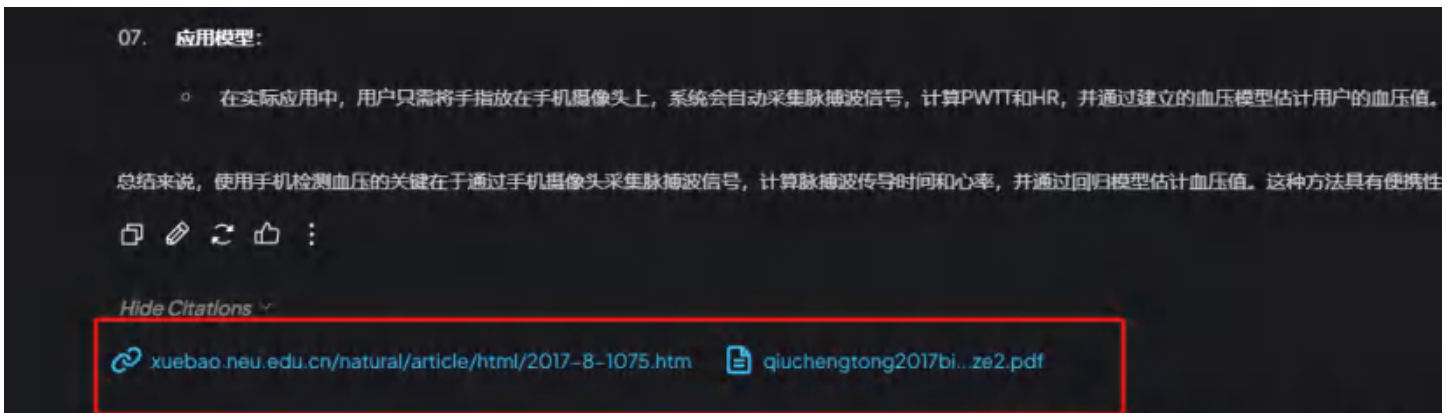 07. 应用模型：
○ 在实际应用中，用户只需将手指放在手机摄像头上，系统会自动采集脉搏波信号，计算PWTT和HR，并通过建立的血压模型估计用户的血压值。
总结来说，使用手机检测血压的关键在于通过手机摄像头采集脉搏波信号，计算脉搏波传导时间和心率，并通过回归模型估计血压值。这种方法具有便携性
Hide Citations
xuebao.neu.edu.cn/natural/article/html/2017-8-1075.htm qiuchengtong2017bi...ze2.pdf